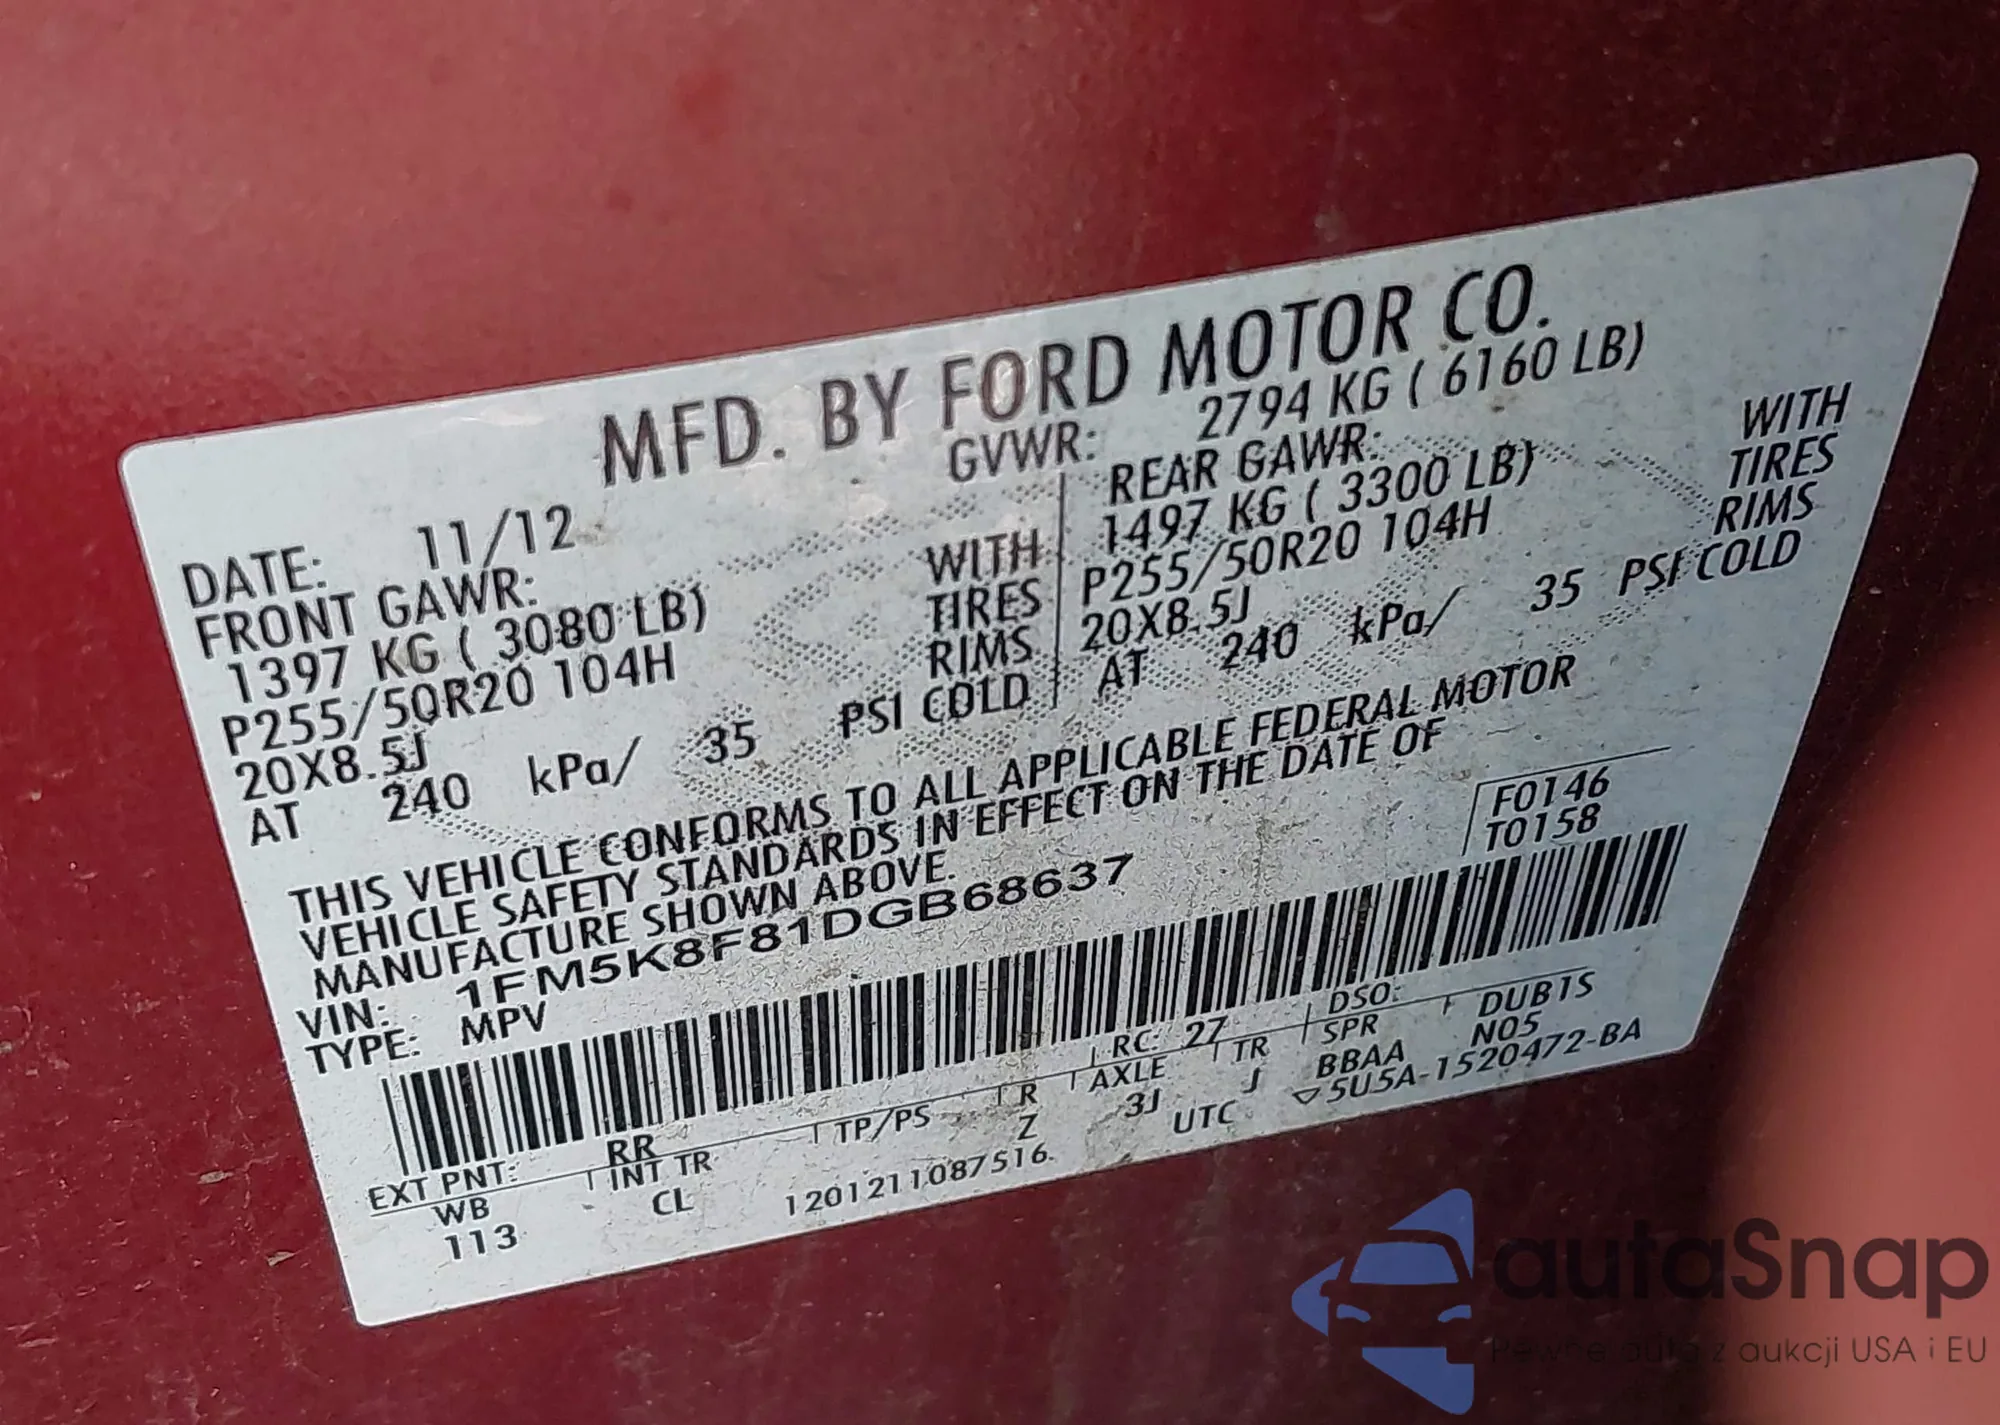 MFD. BY FORD MOTOR CO.
DATE: 11/12 GVWR: 2794 KG ( 6160 LB)
FRONT GAWR: REAR GAWR:
1397 KG ( 3080 LB) WITH 1497 KG ( 3300 LB) WITH
P255/50R20 104H TIRES P255/50R20 104H TIRES
20X8.5J RIMS 20X8.5J RIMS
AT 240 kPa/ 35 PSI COLD AT 240 kPa/ 35 PSI COLD
THIS VEHICLE CONFORMS TO ALL APPLICABLE FEDERAL MOTOR
VEHICLE SAFETY STANDARDS IN EFFECT ON THE DATE OF
MANUFACTURE SHOWN ABOVE.
F0146
T0158
VIN: 1FM5K8F81DGB68637
TYPE: MPV
EXT PNT: RR RC: 27 DSO:
WB INT TR TP/PS R AXLE TR SPR DUB1S
113 CL Z 3J J BBAA N05
1201211087516 UTC ▽5U5A-1520472-BA
autaSnap
Pewne auta z aukcji USA i EU